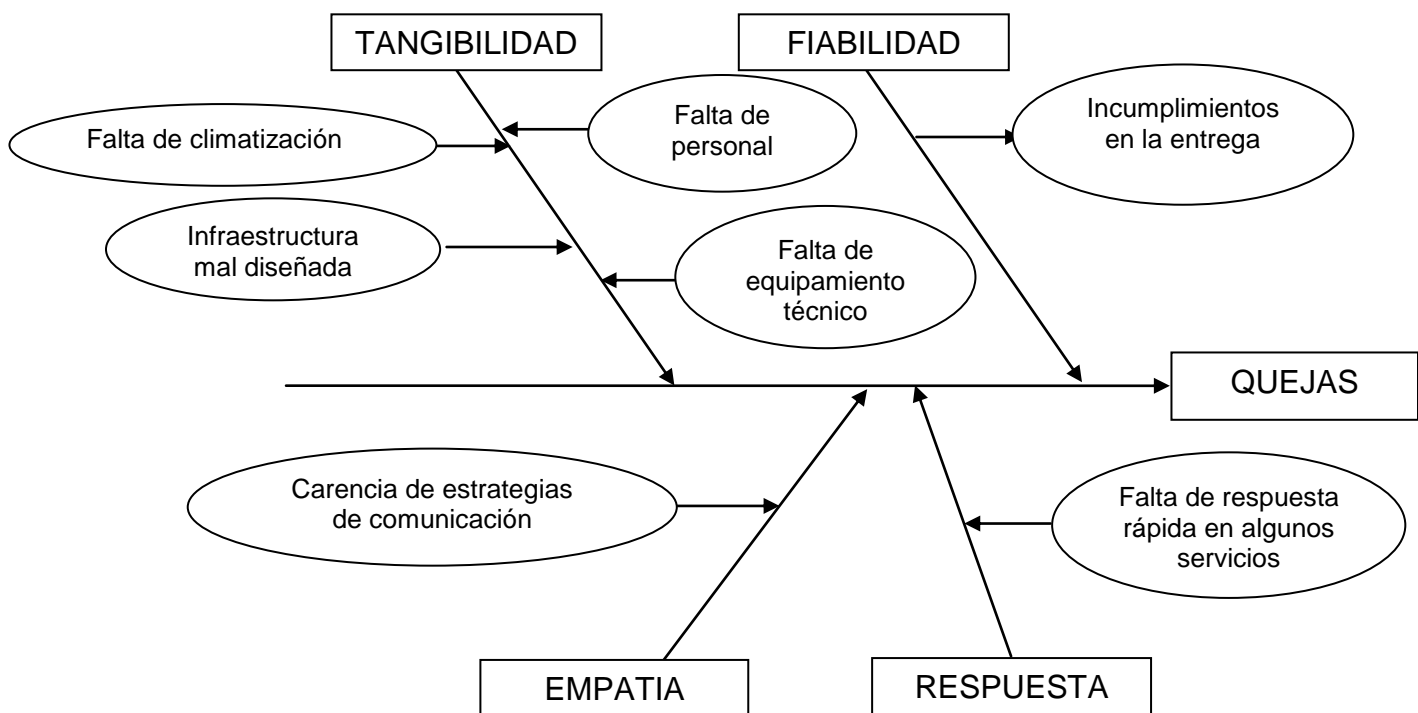 TANGIBILIDAD
FIABILIDAD
Falta de climatización
Falta de
personal
Incumplimientos
en la entrega
Infraestructura
mal diseñada
Falta de
equipamiento
técnico
QUEJAS
Carencia de estrategias
de comunicación
Falta de respuesta
rápida en algunos
servicios
EMPATIA
RESPUESTA